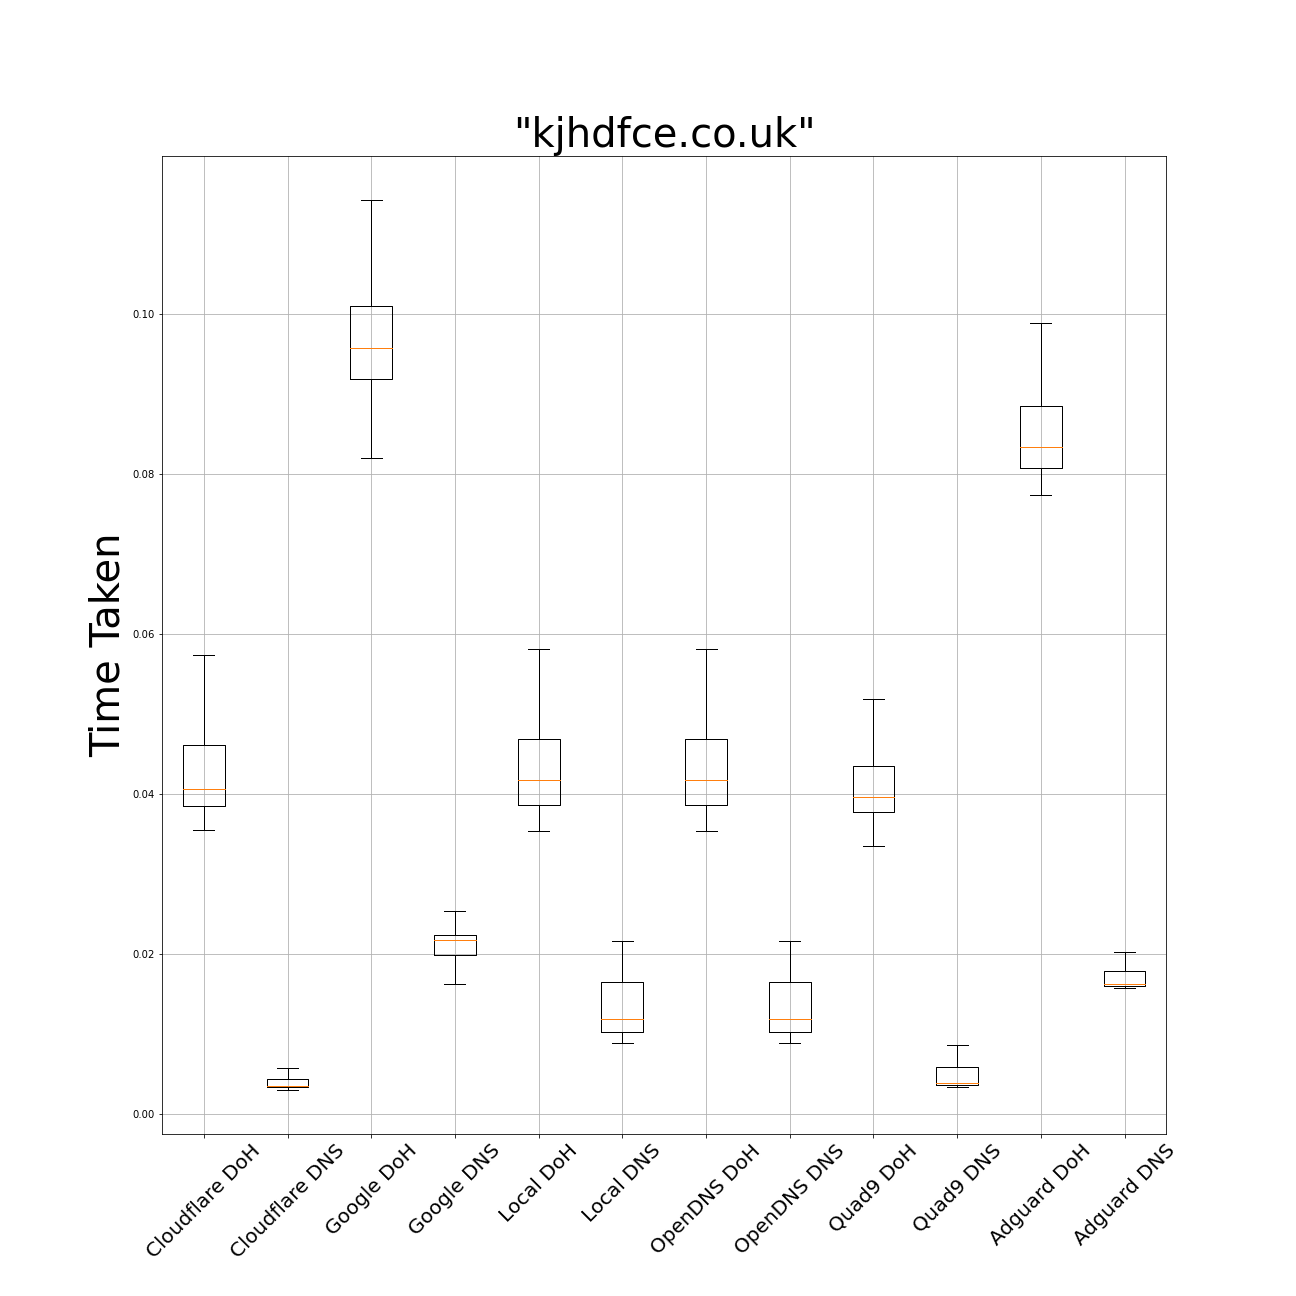 "kjhdfce.co.uk"
Time Taken
0.10
0.08
0.06
0.04
0.02
0.00
Cloudflare DoH
Cloudflare DNS
Google DoH
Google DNS
Local DoH
Local DNS
OpenDNS DoH
OpenDNS DNS
Quad9 DoH
Quad9 DNS
Adguard DoH
Adguard DNS